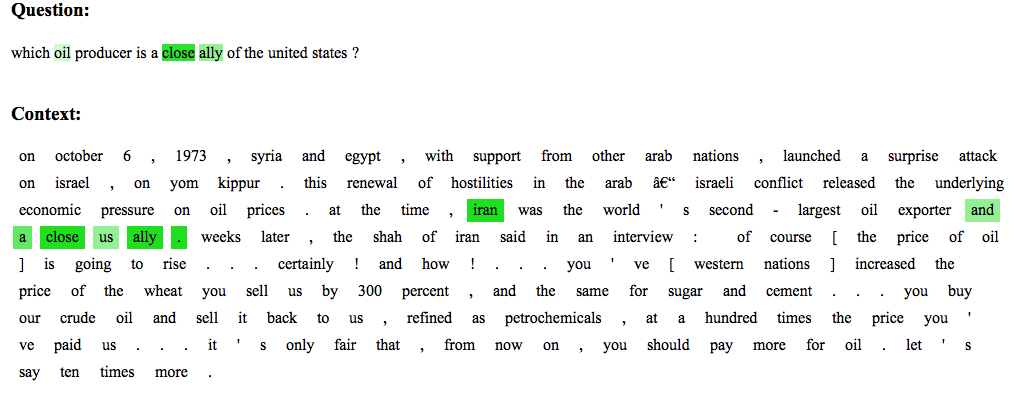 Question:
which oil producer is a close ally of the united states ?
Context:
on october 6 , 1973 , syria and egypt , with support from other arab nations , launched a surprise attack
on israel , on yom kippur . this renewal of hostilities in the arab â€“ israeli conflict released the underlying
economic pressure on oil prices . at the time , iran was the world ' s second - largest oil exporter and
a close us ally . weeks later , the shah of iran said in an interview : of course [ the price of oil
] is going to rise . . . certainly ! and how ! . . . you ' ve [ western nations ] increased the
price of the wheat you sell us by 300 percent , and the same for sugar and cement . . . you buy
our crude oil and sell it back to us , refined as petrochemicals , at a hundred times the price you '
ve paid us . . . it ' s only fair that , from now on , you should pay more for oil . let ' s
say ten times more .